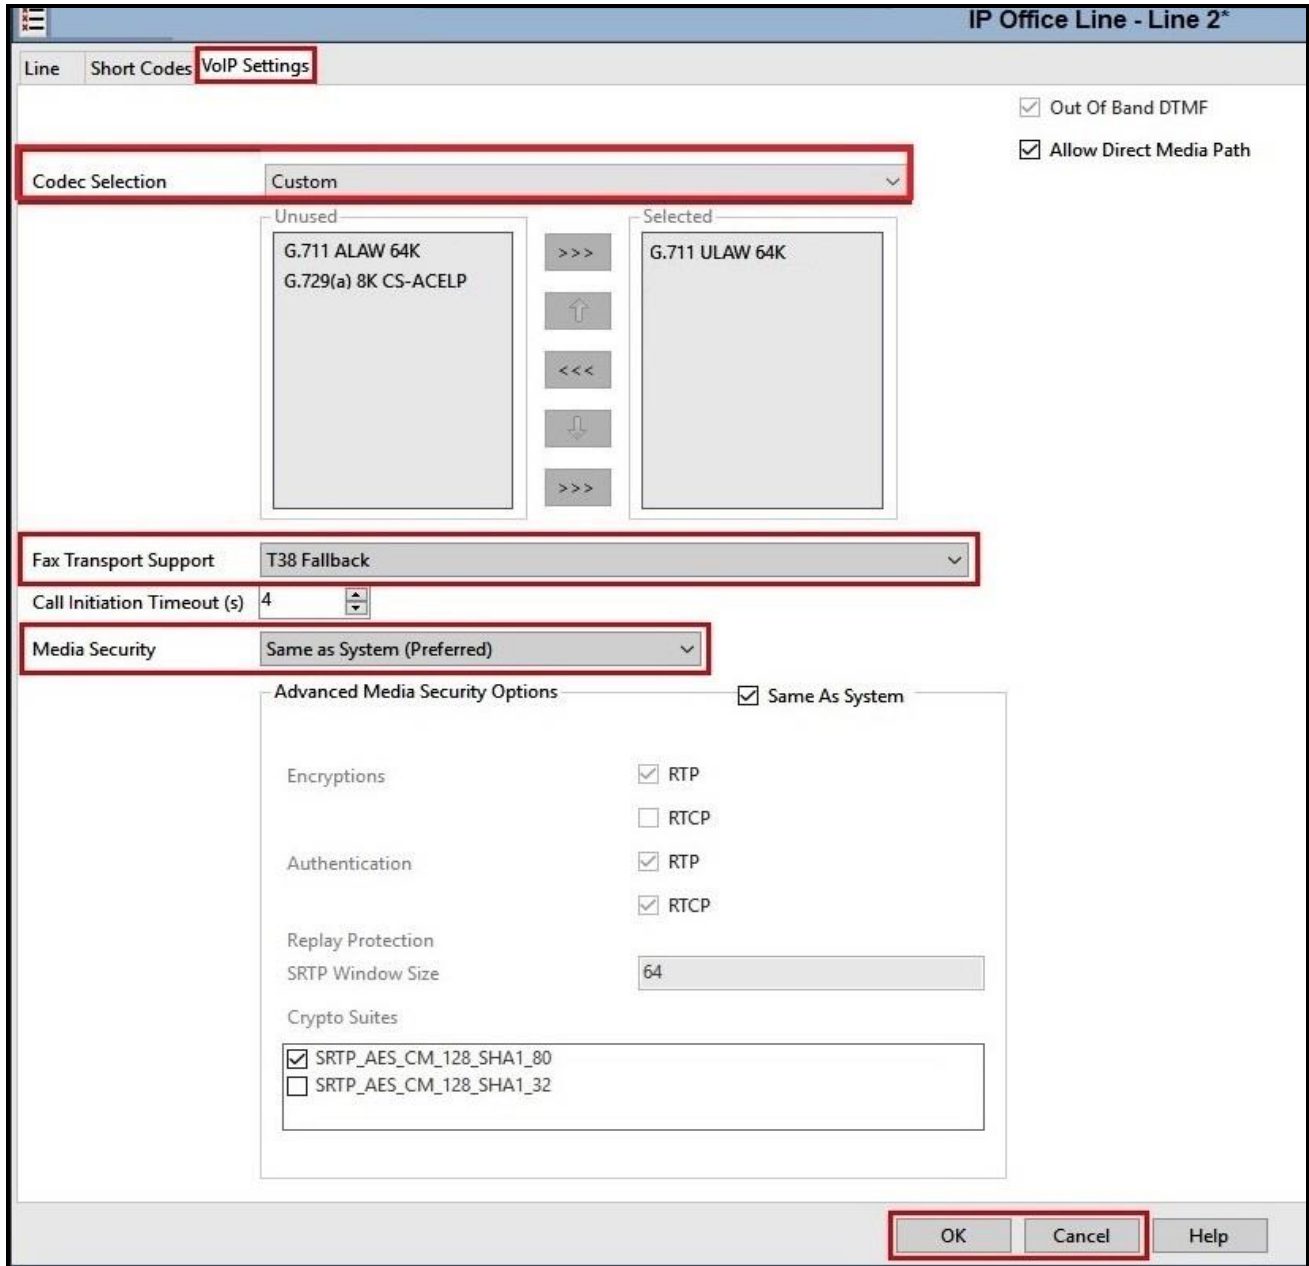 IP Office Line - Line 2*
Line Short Codes VoIP Settings
Out Of Band DTMF
Allow Direct Media Path
Codec Selection Custom
Unused
G.711 ALAW 64K
G.729(a) 8K CS-ACELP
>>>
<<<
>>>
Selected
G.711 ULAW 64K
Fax Transport Support T38 Fallback
Call Initiation Timeout (s) 4
Media Security Same as System (Preferred)
Advanced Media Security Options Same As System
Encryptions RTP
RTCP
Authentication RTP
RTCP
Replay Protection
SRTP Window Size 64
Crypto Suites
SRTP_AES_CM_128_SHA1_80
SRTP_AES_CM_128_SHA1_32
OK Cancel Help